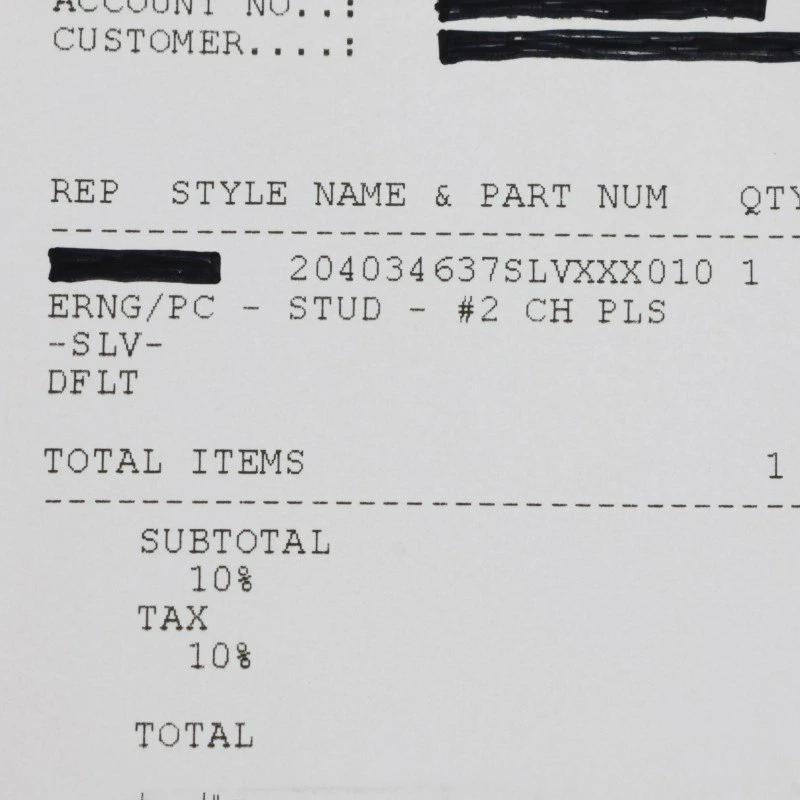 ACCOUNT NO..:
CUSTOMER....:
REP STYLE NAME & PART NUM QTY
204034637SLVXXX010 1
ERNG/PC - STUD - #2 CH PLS
-SLV-
DFLT
TOTAL ITEMS 1
SUBTOTAL
10%
TAX
10%
TOTAL